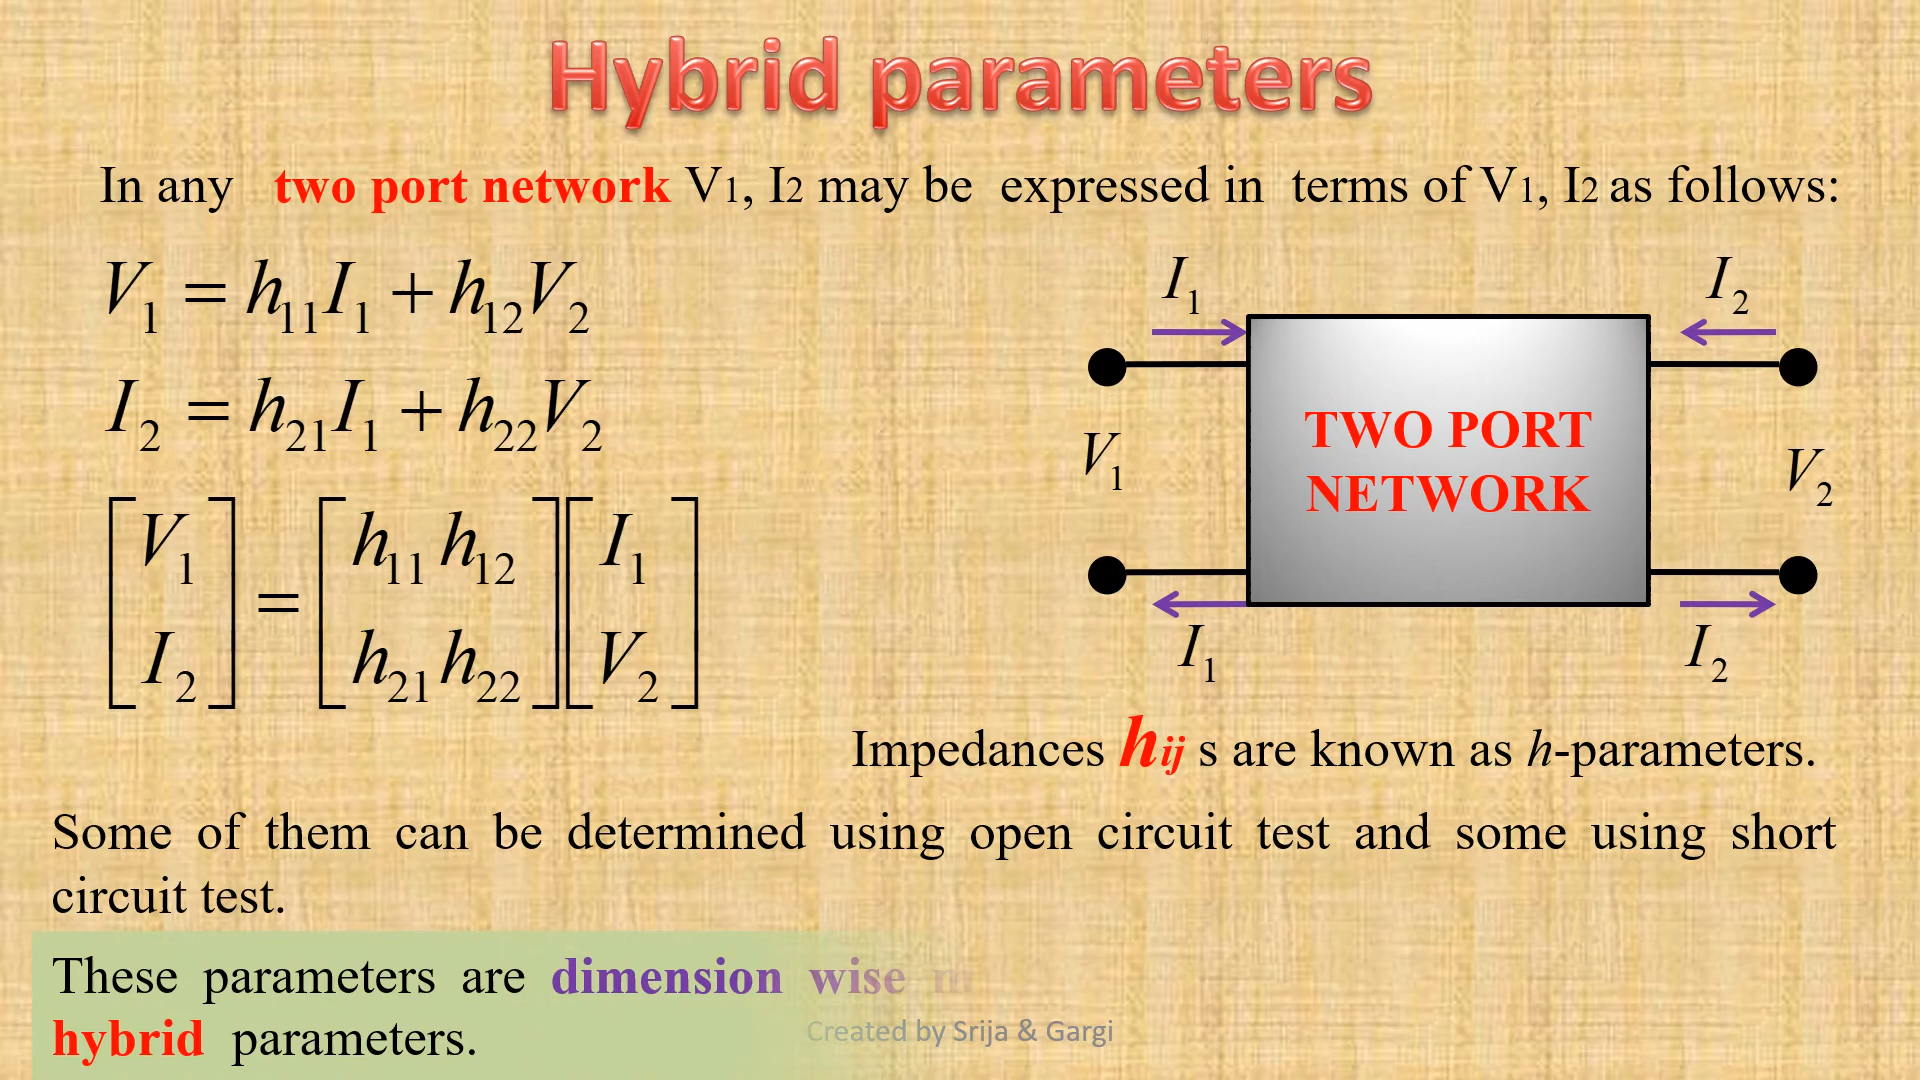 Hybrid parameters
In any two port network V1, I2 may be expressed in terms of V1, I2 as follows:
V1 = h11I1 + h12V2
I2 = h21I1 + h22V2
[V1] = [h11 h12] [I1]
[I2] [h21 h22] [V2]
I1 I2
V1 TWO PORT V2
NETWORK
I1 I2
Impedances hij s are known as h-parameters.
Some of them can be determined using open circuit test and some using short
circuit test.
These parameters are dimension wise
hybrid parameters.
Created by Srija & Gargi